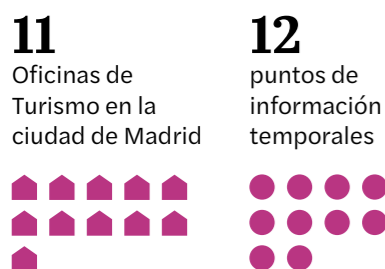 11
Oficinas de
Turismo en la
ciudad de Madrid
12
puntos de
información
temporales